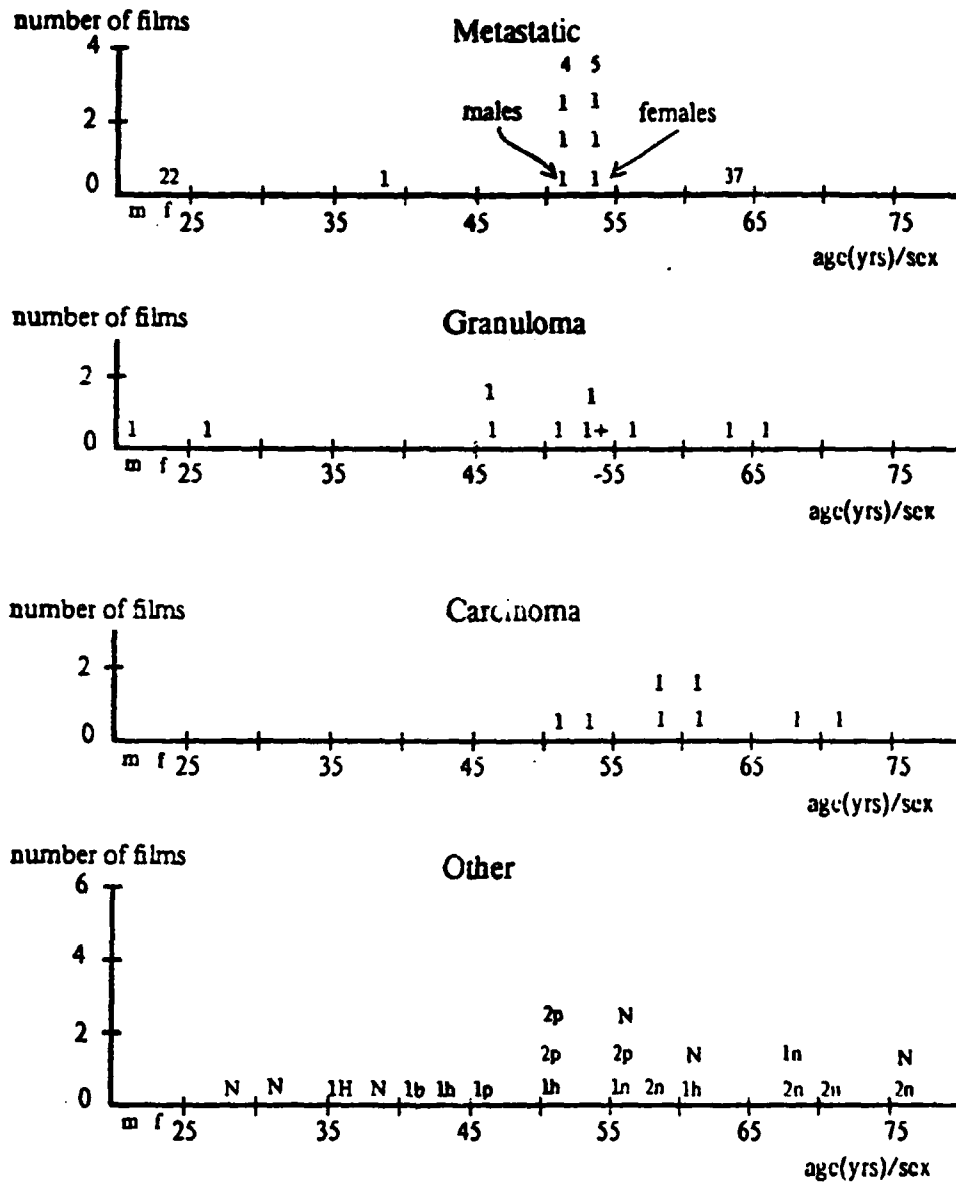 number of films
Metastatic
4
4 5
1 1
2
males
females
1 1
0
22
1
1 1
37
m f 25 35 45 55 65 75
age(yrs)/sex
number of films
Granuloma
2
1 1
0
1 1 1 1 1+ 1 1 1
m f 25 35 45 -55 65 75
age(yrs)/sex
number of films
Carcinoma
2
1 1
0
1 1 1 1 1 1
m f 25 35 45 55 65 75
age(yrs)/sex
number of films
Other
6
4
2p N
2
2p 2p N 1n N
0
N N 1H N 1b 1h 1p 1h 1n 2n 1h 2n 2n 2n
m f 25 35 45 55 65 75
age(yrs)/sex